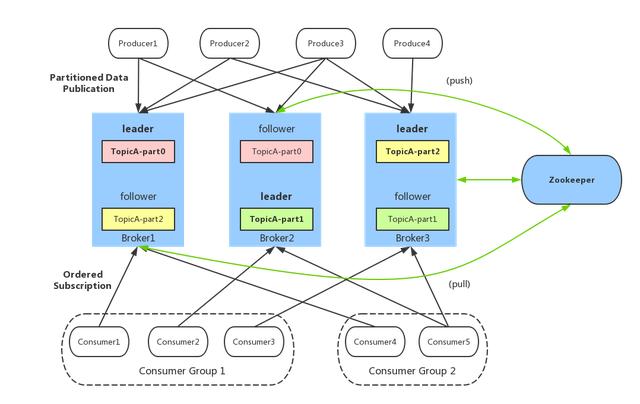 Producer1
Producer2
Produce3
Produce4
Partitioned Data
Publication
(push)
leader
TopicA-part0
follower
TopicA-part2
Broker1
follower
TopicA-part0
leader
TopicA-part1
Broker2
leader
TopicA-part2
follower
TopicA-part1
Broker3
Zookeeper
Ordered
Subscription
(pull)
Consumer1
Consumer2
Consumer3
Consumer Group 1
Consumer4
Consumer5
Consumer Group 2